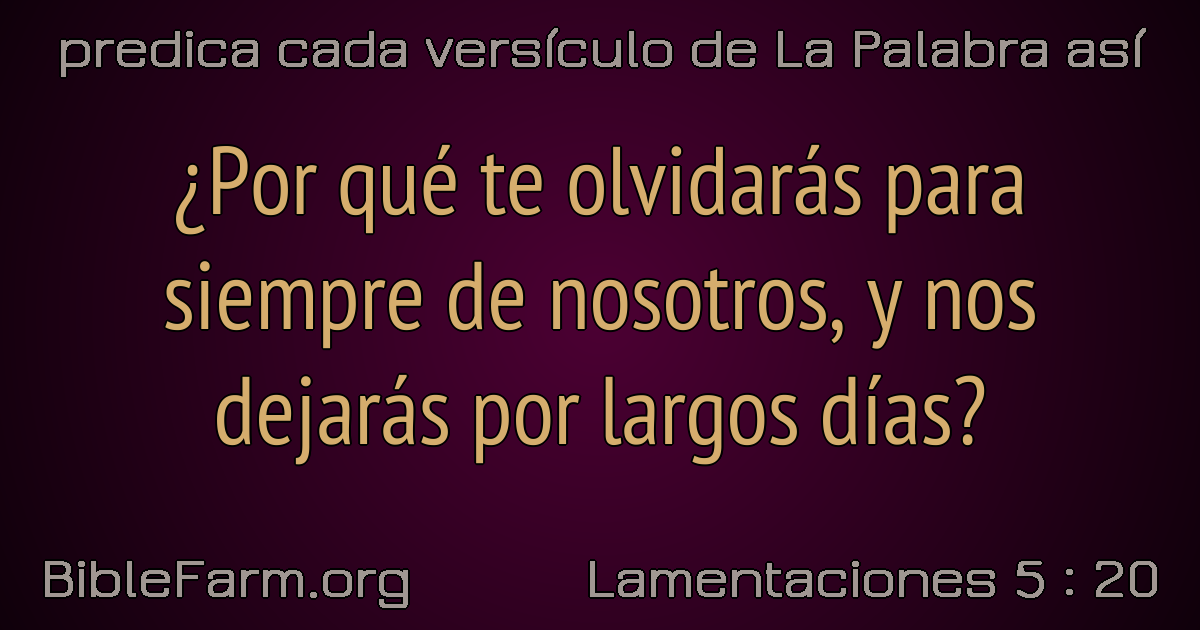 predica cada versículo de La Palabra así
¿Por qué te olvidarás para
siempre de nosotros, y nos
dejarás por largos días?
BibleFarm.org
Lamentaciones 5 : 20